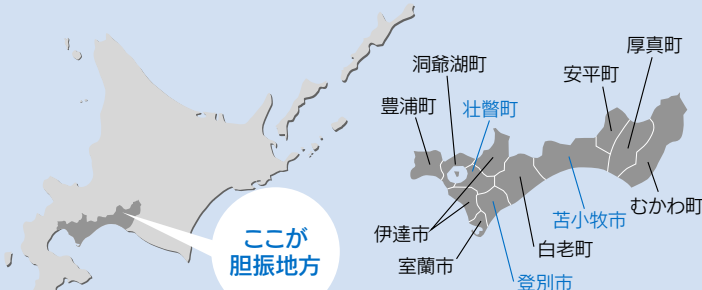 ここが
胆振地方
厚真町
洞爺湖町
安平町
豊浦町
壮瞥町
むかわ町
苫小牧市
伊達市
白老町
室蘭市
登別市